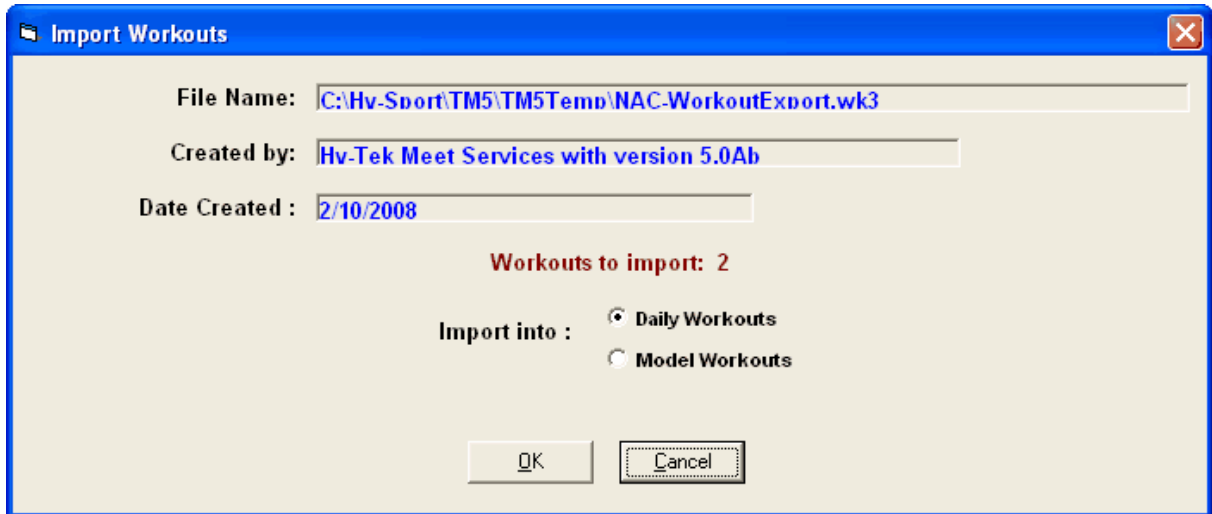 Import Workouts
File Name: C:\Hy-Sport\TM5\TM5Temp\NAC-WorkoutExport.wk3
Created by: Hy-Tek Meet Services with version 5.0Ab
Date Created : 2/10/2008
Workouts to import: 2
Import into :
Daily Workouts
Model Workouts
OK
Cancel